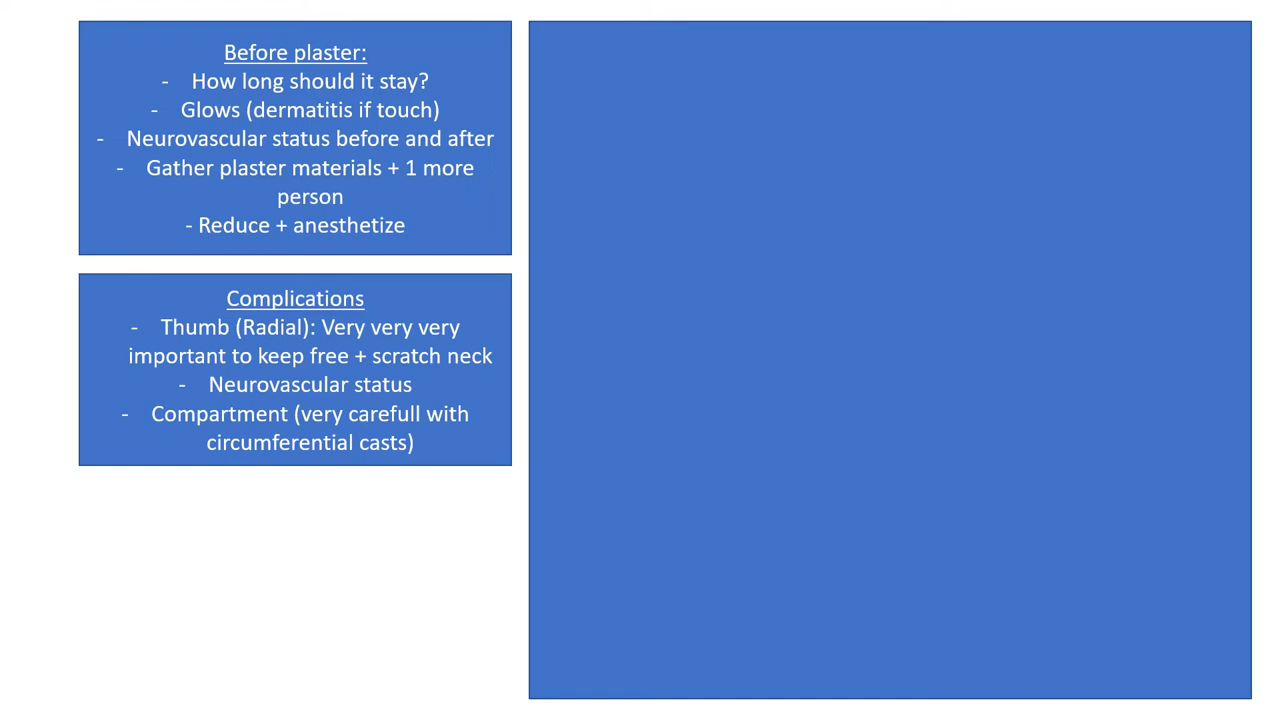 Before plaster:
- How long should it stay?
- Glows (dermatitis if touch)
- Neurovascular status before and after
- Gather plaster materials + 1 more
person
- Reduce + anesthetize
Complications
- Thumb (Radial): Very very very
important to keep free + scratch neck
- Neurovascular status
- Compartment (very carefull with
circumferential casts)